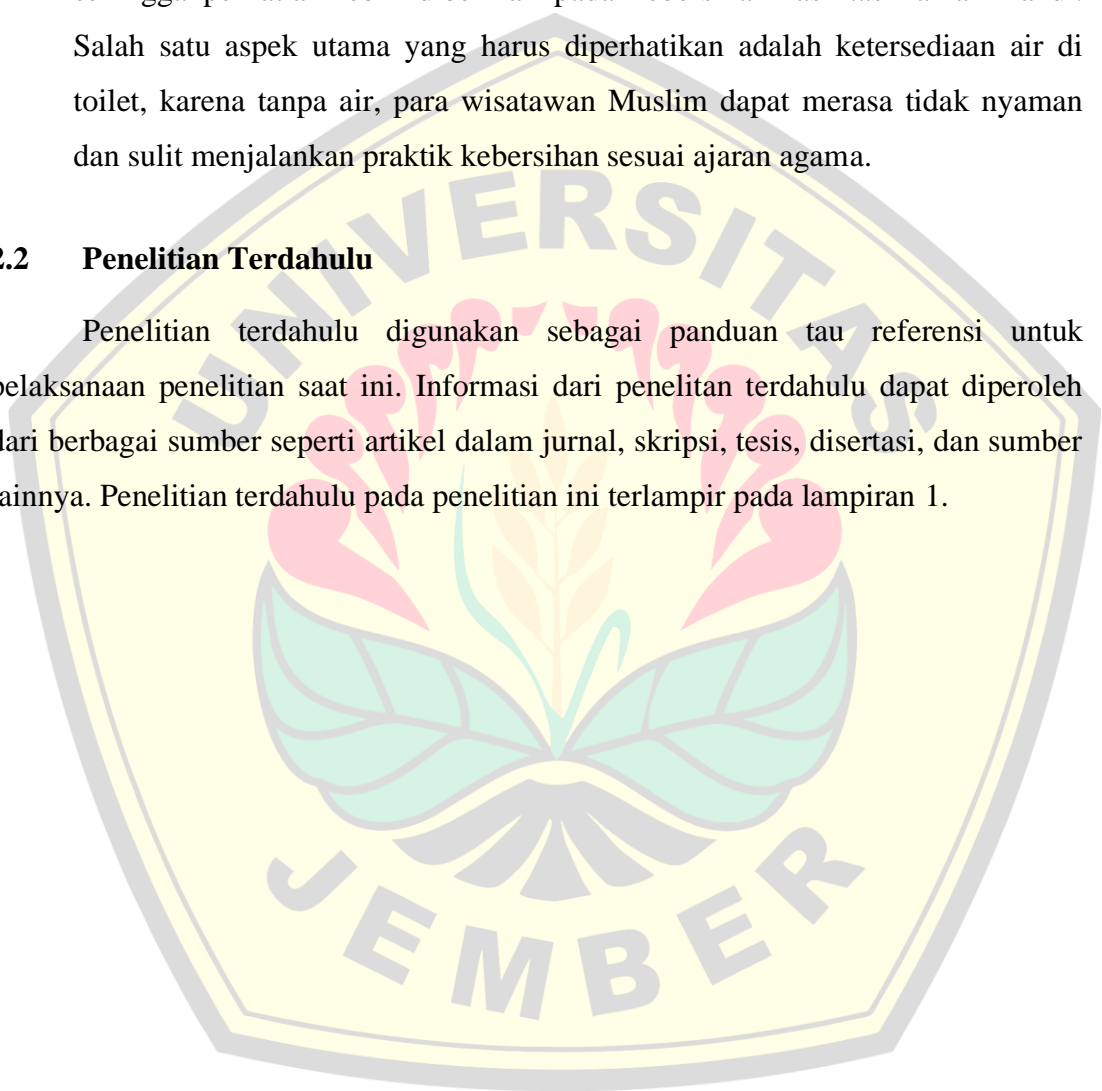 Salah satu aspek utama yang harus diperhatikan adalah ketersediaan air di
toilet, karena tanpa air, para wisatawan Muslim dapat merasa tidak nyaman
dan sulit menjalankan praktik kebersihan sesuai ajaran agama.
2.2 Penelitian Terdahulu
Penelitian terdahulu digunakan sebagai panduan tau referensi untuk
pelaksanaan penelitian saat ini. Informasi dari penelitan terdahulu dapat diperoleh
dari berbagai sumber seperti artikel dalam jurnal, skripsi, tesis, disertasi, dan sumber
lainnya. Penelitian terdahulu pada penelitian ini terlampir pada lampiran 1.
UNIVERSITAS
JEMBER